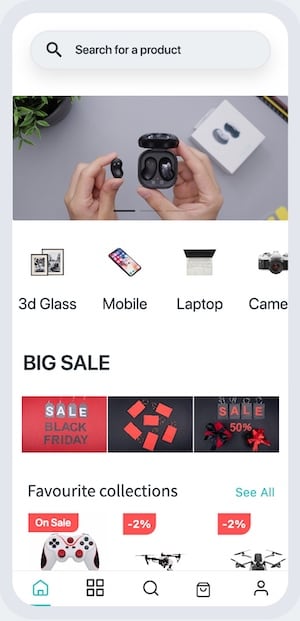 Search for a product
3d Glass
Mobile
Laptop
Came
BIG SALE
SALE
BLACK
FRIDAY
SALE
50%
Favourite collections
See All
On Sale
-2%
-2%